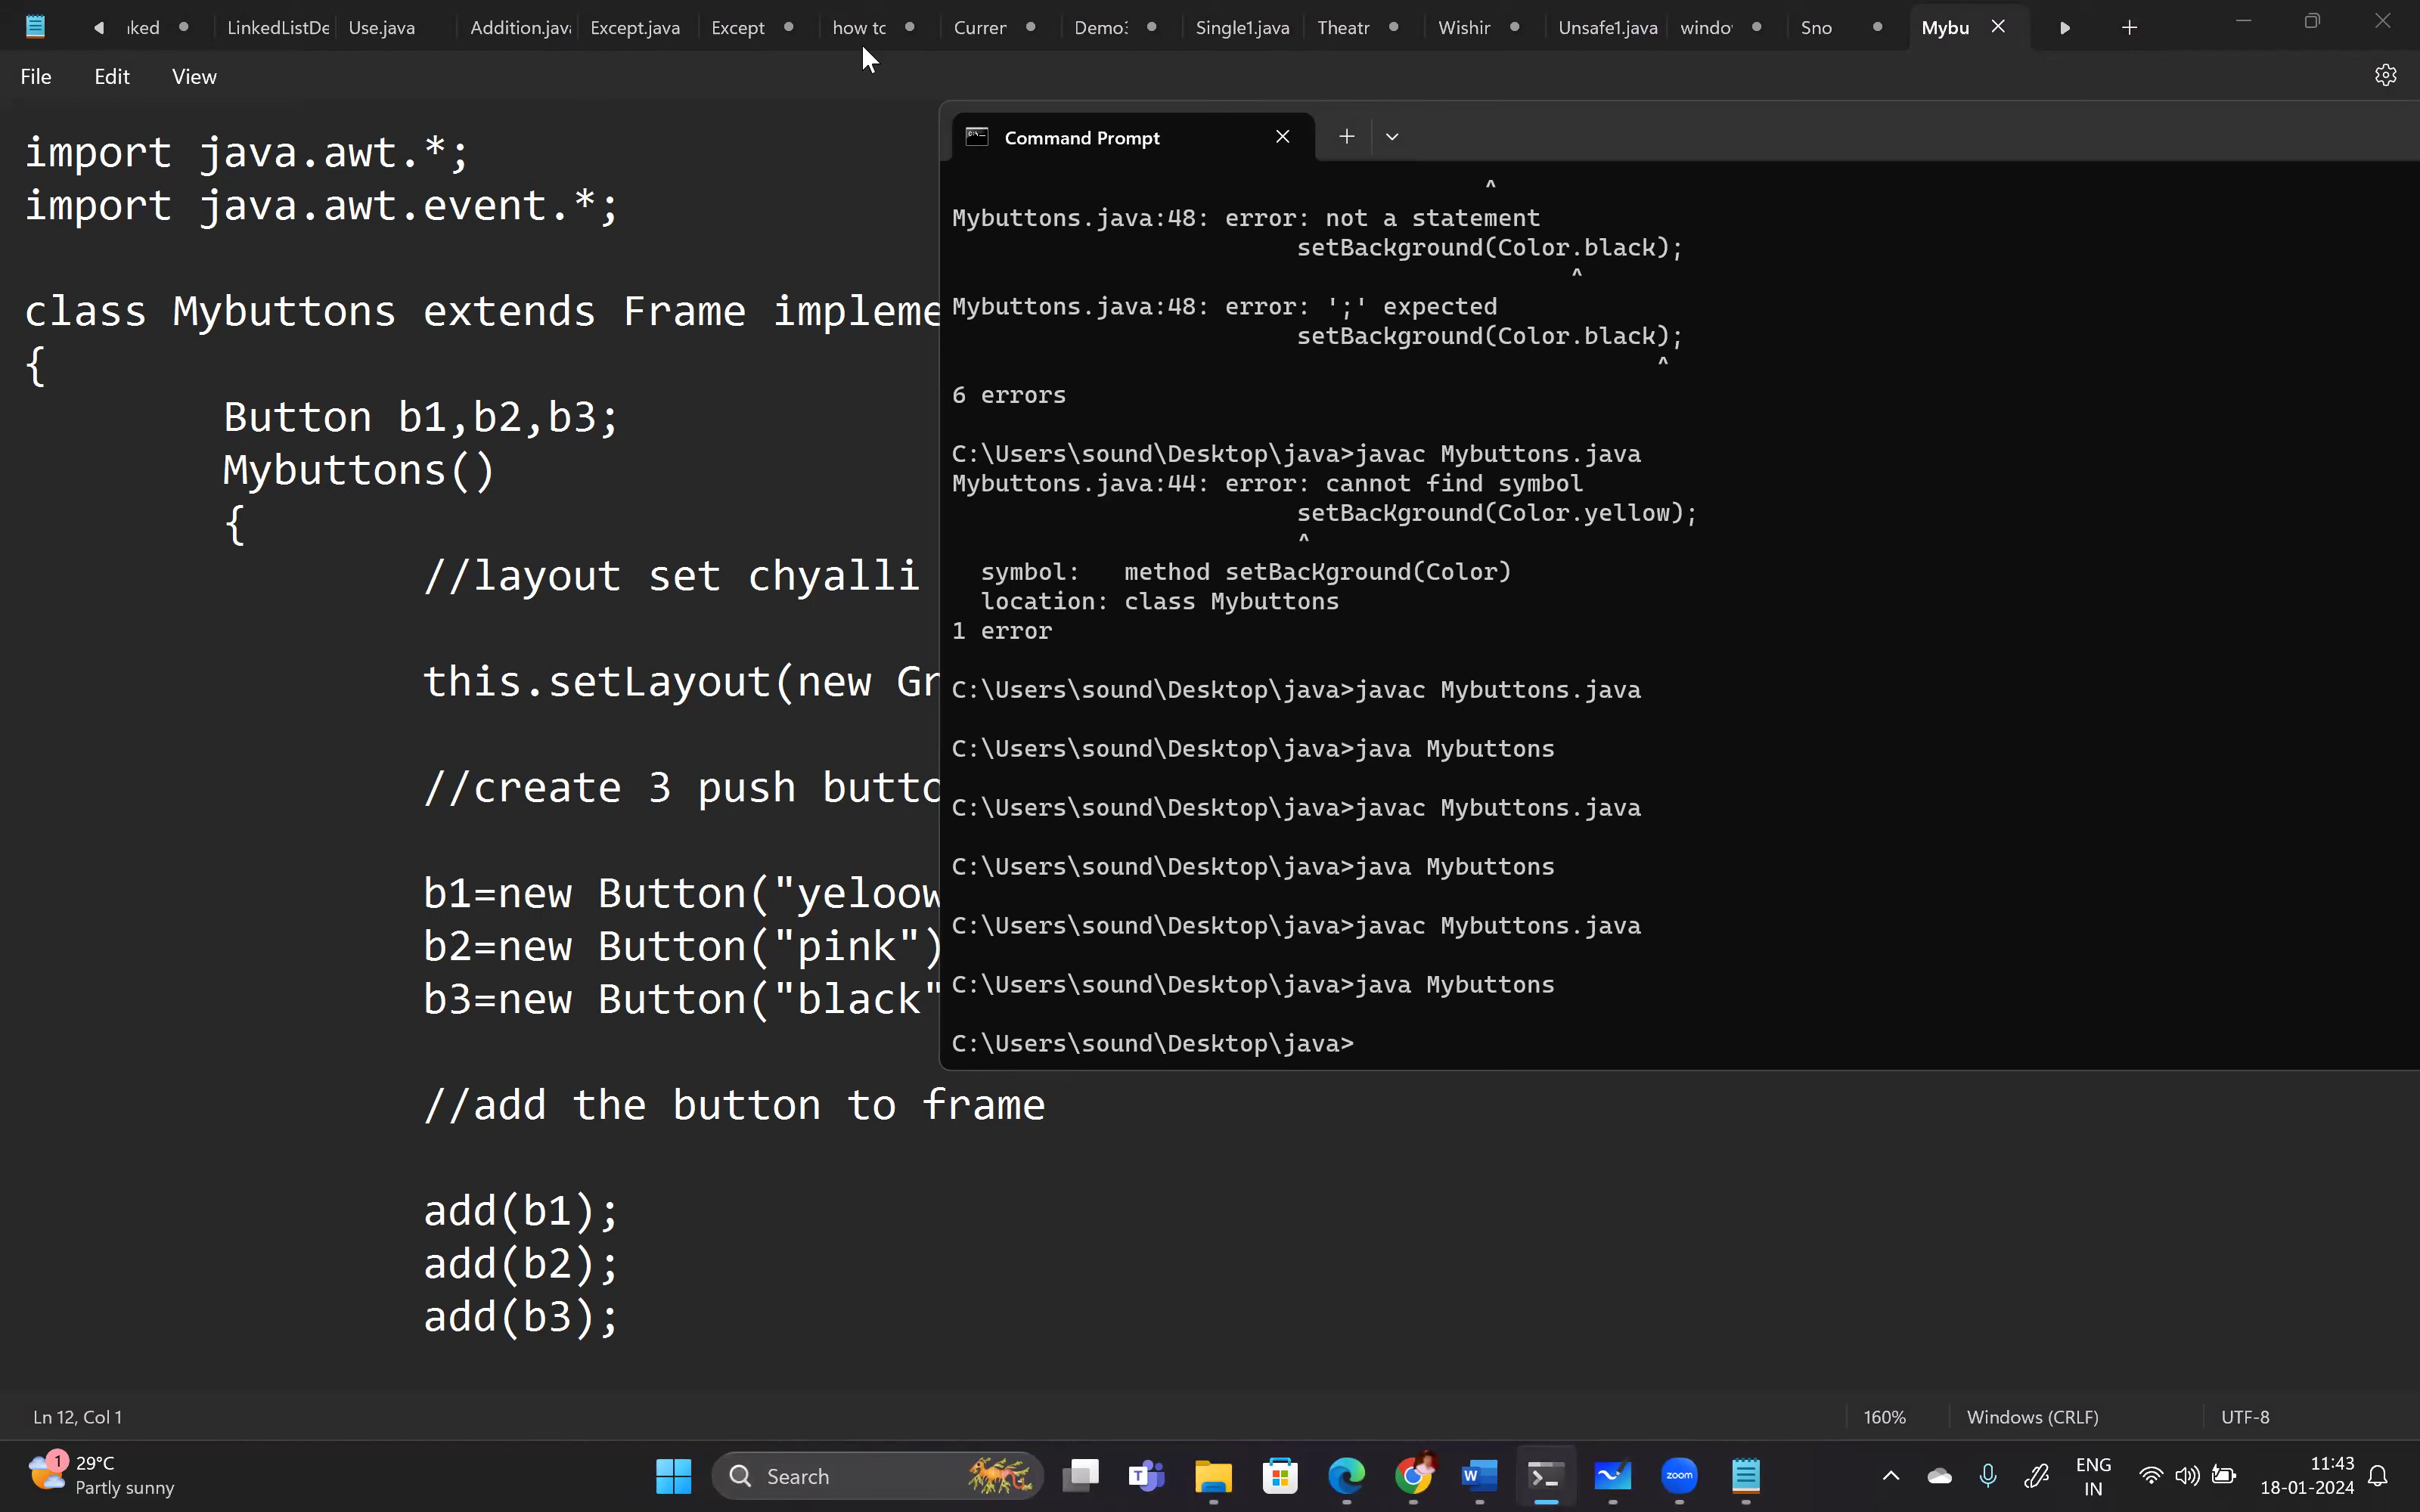 ıked
LinkedListDe
Use.java
Addition.java
Except.java
Except
how to
Currer
Demo3
Single1.java
Theatr
Wishir
Unsafe1.java
windo
Sno
Mybu
File
Edit
View
import java.awt.*;
import java.awt.event.*;
class Mybuttons extends Frame impleme
{
Button b1,b2,b3;
Mybuttons()
{
//layout set chyalli
this.setLayout(new Gr
//create 3 push butto
b1=new Button("yeloow
b2=new Button("pink")
b3=new Button("black"
//add the button to frame
add(b1);
add(b2);
add(b3);
Command Prompt
^
Mybuttons.java:48: error: not a statement
setBackground(Color.black);
^
Mybuttons.java:48: error: ';' expected
setBackground(Color.black);
^
6 errors
C:\Users\sound\Desktop\java>javac Mybuttons.java
Mybuttons.java:44: error: cannot find symbol
setBacKground(Color.yellow);
^
symbol:   method setBacKground(Color)
location: class Mybuttons
1 error
C:\Users\sound\Desktop\java>javac Mybuttons.java
C:\Users\sound\Desktop\java>java Mybuttons
C:\Users\sound\Desktop\java>javac Mybuttons.java
C:\Users\sound\Desktop\java>java Mybuttons
C:\Users\sound\Desktop\java>javac Mybuttons.java
C:\Users\sound\Desktop\java>java Mybuttons
C:\Users\sound\Desktop\java>
Ln 12, Col 1
160%
Windows (CRLF)
UTF-8
1
29°C
Partly sunny
Search
zoom
ENG
IN
11:43
18-01-2024